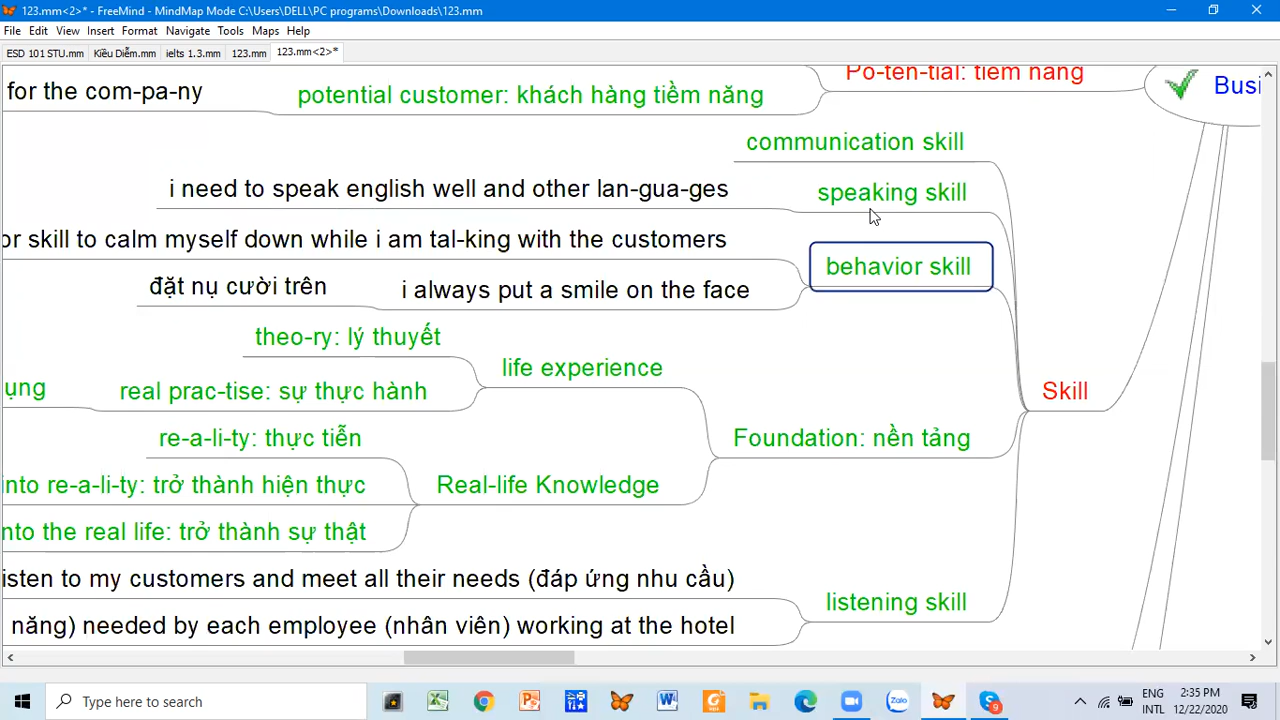 123.mm<2>* - FreeMind - MindMap Mode C:\Users\DELL\PC programs\Downloads\123.mm
File Edit View Insert Format Navigate Tools Maps Help
ESD 101 STU.mm Kiều Diễm.mm ielts 1.3.mm 123.mm 123.mm<2>*
Po-ten-tial: tiềm năng
Busi
for the com-pa-ny
potential customer: khách hàng tiềm năng
communication skill
i need to speak english well and other lan-gua-ges
speaking skill
or skill to calm myself down while i am tal-king with the customers
behavior skill
đặt nụ cười trên
i always put a smile on the face
theo-ry: lý thuyết
life experience
ụng
real prac-tise: sự thực hành
Skill
re-a-li-ty: thực tiễn
Foundation: nền tảng
into re-a-li-ty: trở thành hiện thực
Real-life Knowledge
nto the real life: trở thành sự thật
isten to my customers and meet all their needs (đáp ứng nhu cầu)
listening skill
năng) needed by each employee (nhân viên) working at the hotel
Type here to search
Zalo
9
ENG
INTL
2:35 PM
12/22/2020